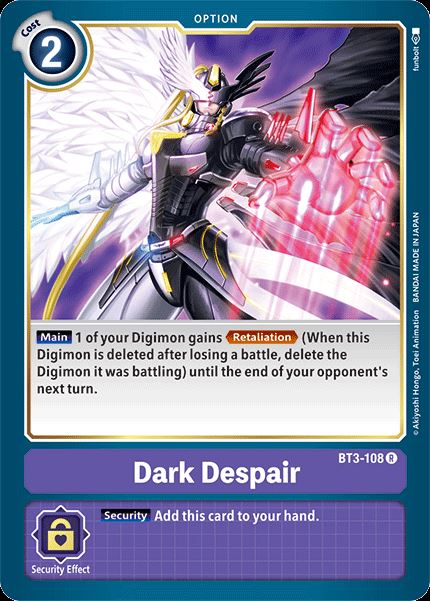 OPTION
Cost
2
funbolt
© Akiyoshi Hongo, Toei Animation BANDAI MADE IN JAPAN
Main 1 of your Digimon gains Retaliation (When this
Digimon is deleted after losing a battle, delete the
Digimon it was battling) until the end of your opponent's
next turn.
BT3-108 R
Dark Despair
Security Add this card to your hand.
Security Effect